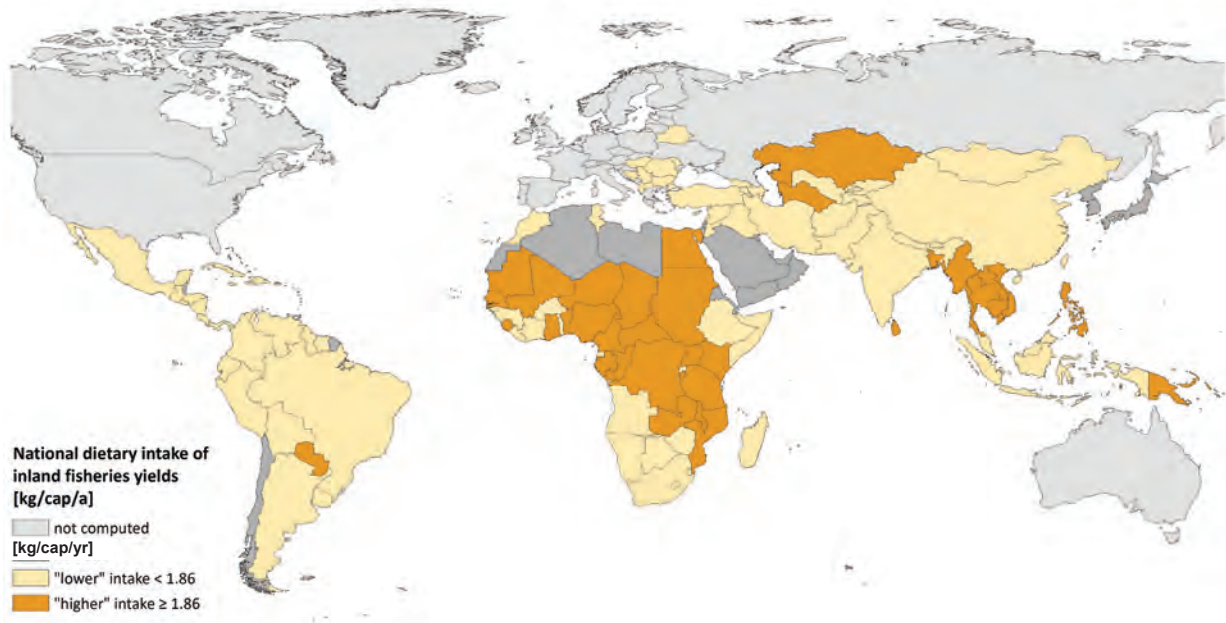 National dietary intake of
inland fisheries yields
[kg/cap/a]
not computed
[kg/cap/yr]
"lower" intake < 1.86
"higher" intake ≥ 1.86